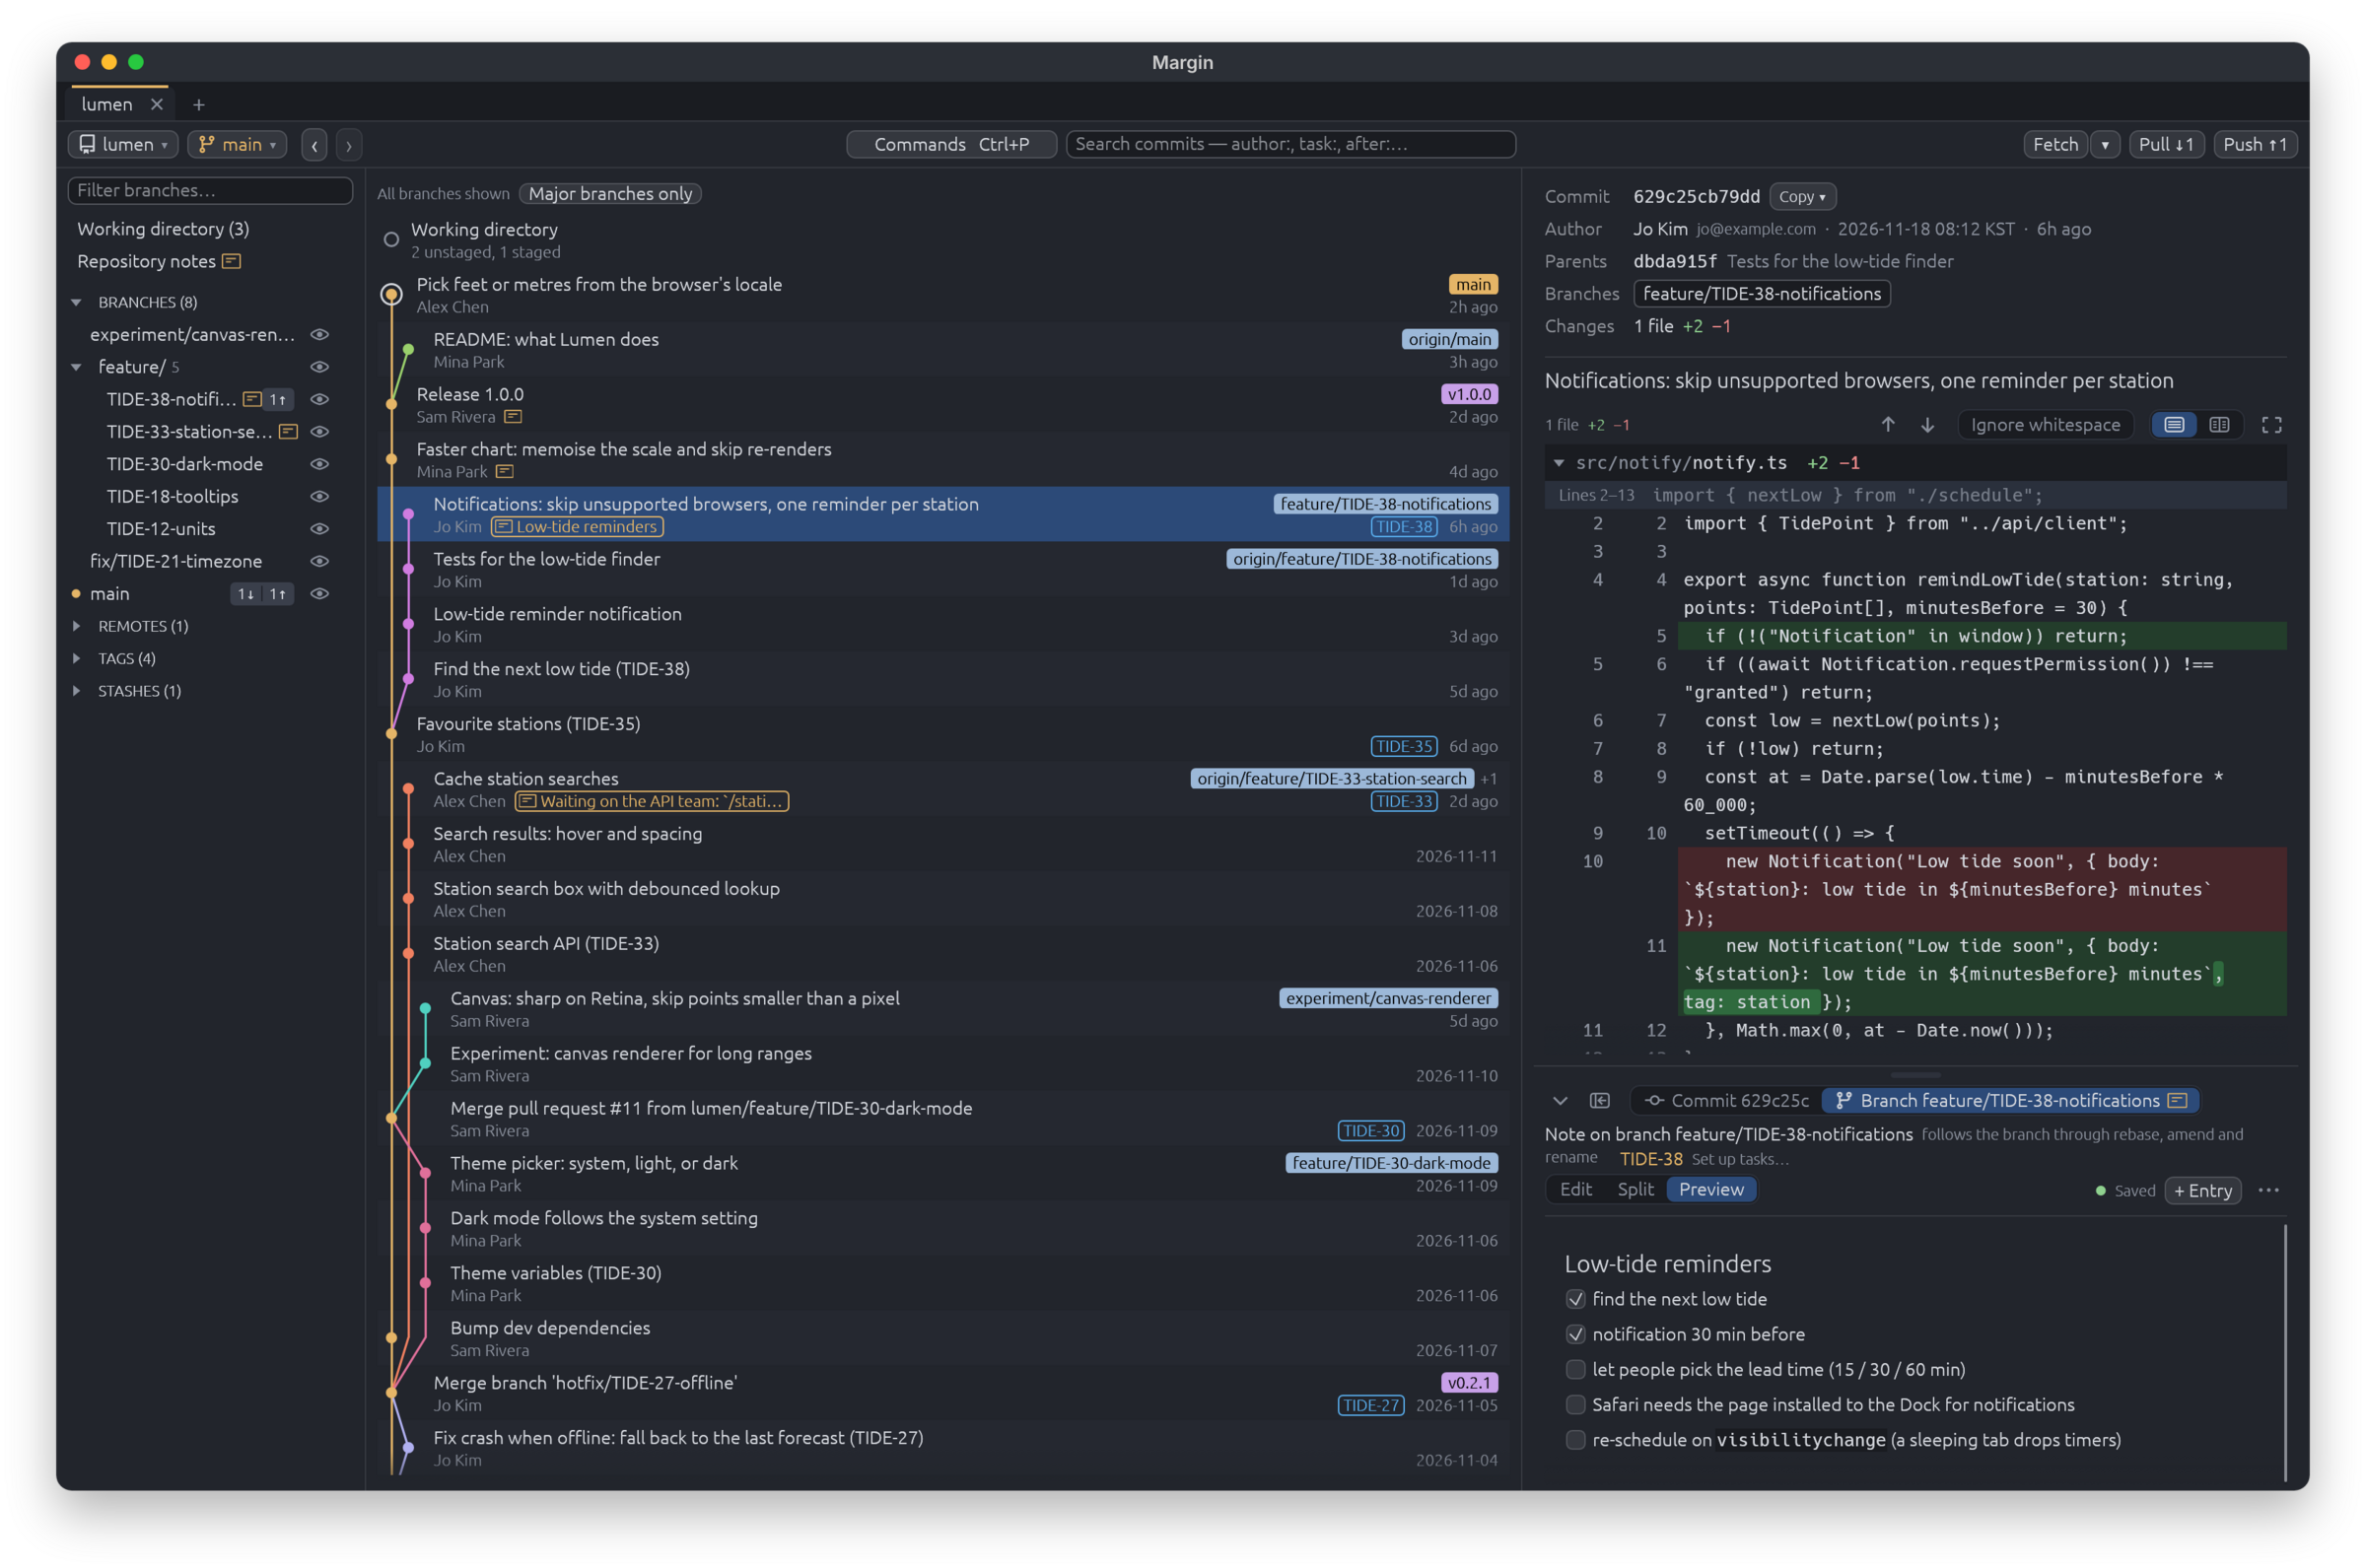 Margin
lumen
lumen main Commands Ctrl+P Search commits — author:, task:, after:… Fetch Pull ↓1 Push ↑1
Filter branches…
Working directory (3)
Repository notes
BRANCHES (8)
experiment/canvas-ren…
feature/ 5
TIDE-38-notifi… 1↑
TIDE-33-station-se…
TIDE-30-dark-mode
TIDE-18-tooltips
TIDE-12-units
fix/TIDE-21-timezone
main 1↓ 1↑
REMOTES (1)
TAGS (4)
STASHES (1)
All branches shown Major branches only
Working directory
2 unstaged, 1 staged
Pick feet or metres from the browser's locale main
Alex Chen 2h ago
README: what Lumen does origin/main
Mina Park 3h ago
Release 1.0.0 v1.0.0
Sam Rivera 2d ago
Faster chart: memoise the scale and skip re-renders
Mina Park 4d ago
Notifications: skip unsupported browsers, one reminder per station feature/TIDE-38-notifications
Jo Kim Low-tide reminders TIDE-38 6h ago
Tests for the low-tide finder origin/feature/TIDE-38-notifications
Jo Kim 1d ago
Low-tide reminder notification
Jo Kim 3d ago
Find the next low tide (TIDE-38)
Jo Kim 5d ago
Favourite stations (TIDE-35)
Jo Kim TIDE-35 6d ago
Cache station searches origin/feature/TIDE-33-station-search +1
Alex Chen Waiting on the API team: `/stati… TIDE-33 2d ago
Search results: hover and spacing
Alex Chen 2026-11-11
Station search box with debounced lookup
Alex Chen 2026-11-08
Station search API (TIDE-33)
Alex Chen 2026-11-06
Canvas: sharp on Retina, skip points smaller than a pixel experiment/canvas-renderer
Sam Rivera 5d ago
Experiment: canvas renderer for long ranges
Sam Rivera 2026-11-10
Merge pull request #11 from lumen/feature/TIDE-30-dark-mode
Sam Rivera TIDE-30 2026-11-09
Theme picker: system, light, or dark feature/TIDE-30-dark-mode
Mina Park 2026-11-09
Dark mode follows the system setting
Mina Park 2026-11-06
Theme variables (TIDE-30)
Mina Park 2026-11-06
Bump dev dependencies
Sam Rivera 2026-11-07
Merge branch 'hotfix/TIDE-27-offline' v0.2.1
Jo Kim TIDE-27 2026-11-05
Fix crash when offline: fall back to the last forecast (TIDE-27)
Jo Kim 2026-11-04
Commit 629c25cb79dd Copy
Author Jo Kim jo@example.com · 2026-11-18 08:12 KST · 6h ago
Parents dbda915f Tests for the low-tide finder
Branches feature/TIDE-38-notifications
Changes 1 file +2 −1
Notifications: skip unsupported browsers, one reminder per station
1 file +2 −1 Ignore whitespace
src/notify/notify.ts +2 −1
Lines 2–13 import { nextLow } from "./schedule";
2 2 import { TidePoint } from "../api/client";
3 3
4 4 export async function remindLowTide(station: string,
points: TidePoint[], minutesBefore = 30) {
5 if (!("Notification" in window)) return;
5 6 if ((await Notification.requestPermission()) !==
"granted") return;
6 7 const low = nextLow(points);
7 8 if (!low) return;
8 9 const at = Date.parse(low.time) - minutesBefore *
60_000;
9 10 setTimeout(() => {
10 new Notification("Low tide soon", { body:
`${station}: low tide in ${minutesBefore} minutes`
});
11 new Notification("Low tide soon", { body:
`${station}: low tide in ${minutesBefore} minutes`,
tag: station });
11 12 }, Math.max(0, at - Date.now()));
Commit 629c25c Branch feature/TIDE-38-notifications
Note on branch feature/TIDE-38-notifications follows the branch through rebase, amend and
rename TIDE-38 Set up tasks…
Edit Split Preview Saved + Entry
Low-tide reminders
find the next low tide
notification 30 min before
let people pick the lead time (15 / 30 / 60 min)
Safari needs the page installed to the Dock for notifications
re-schedule on visibilitychange (a sleeping tab drops timers)